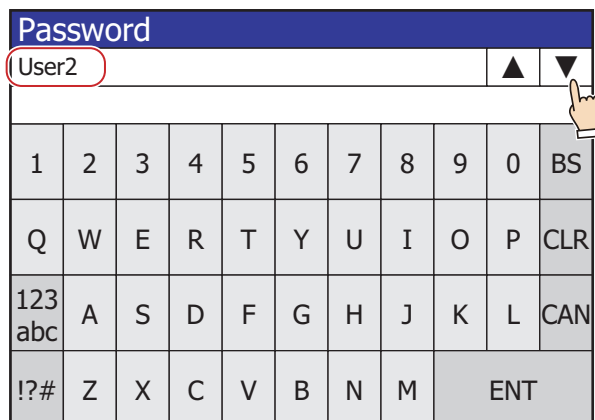 Password
User2 ▲ ▼
1 2 3 4 5 6 7 8 9 0 BS
Q W E R T Y U I O P CLR
123 abc A S D F G H J K L CAN
!?# Z X C V B N M ENT